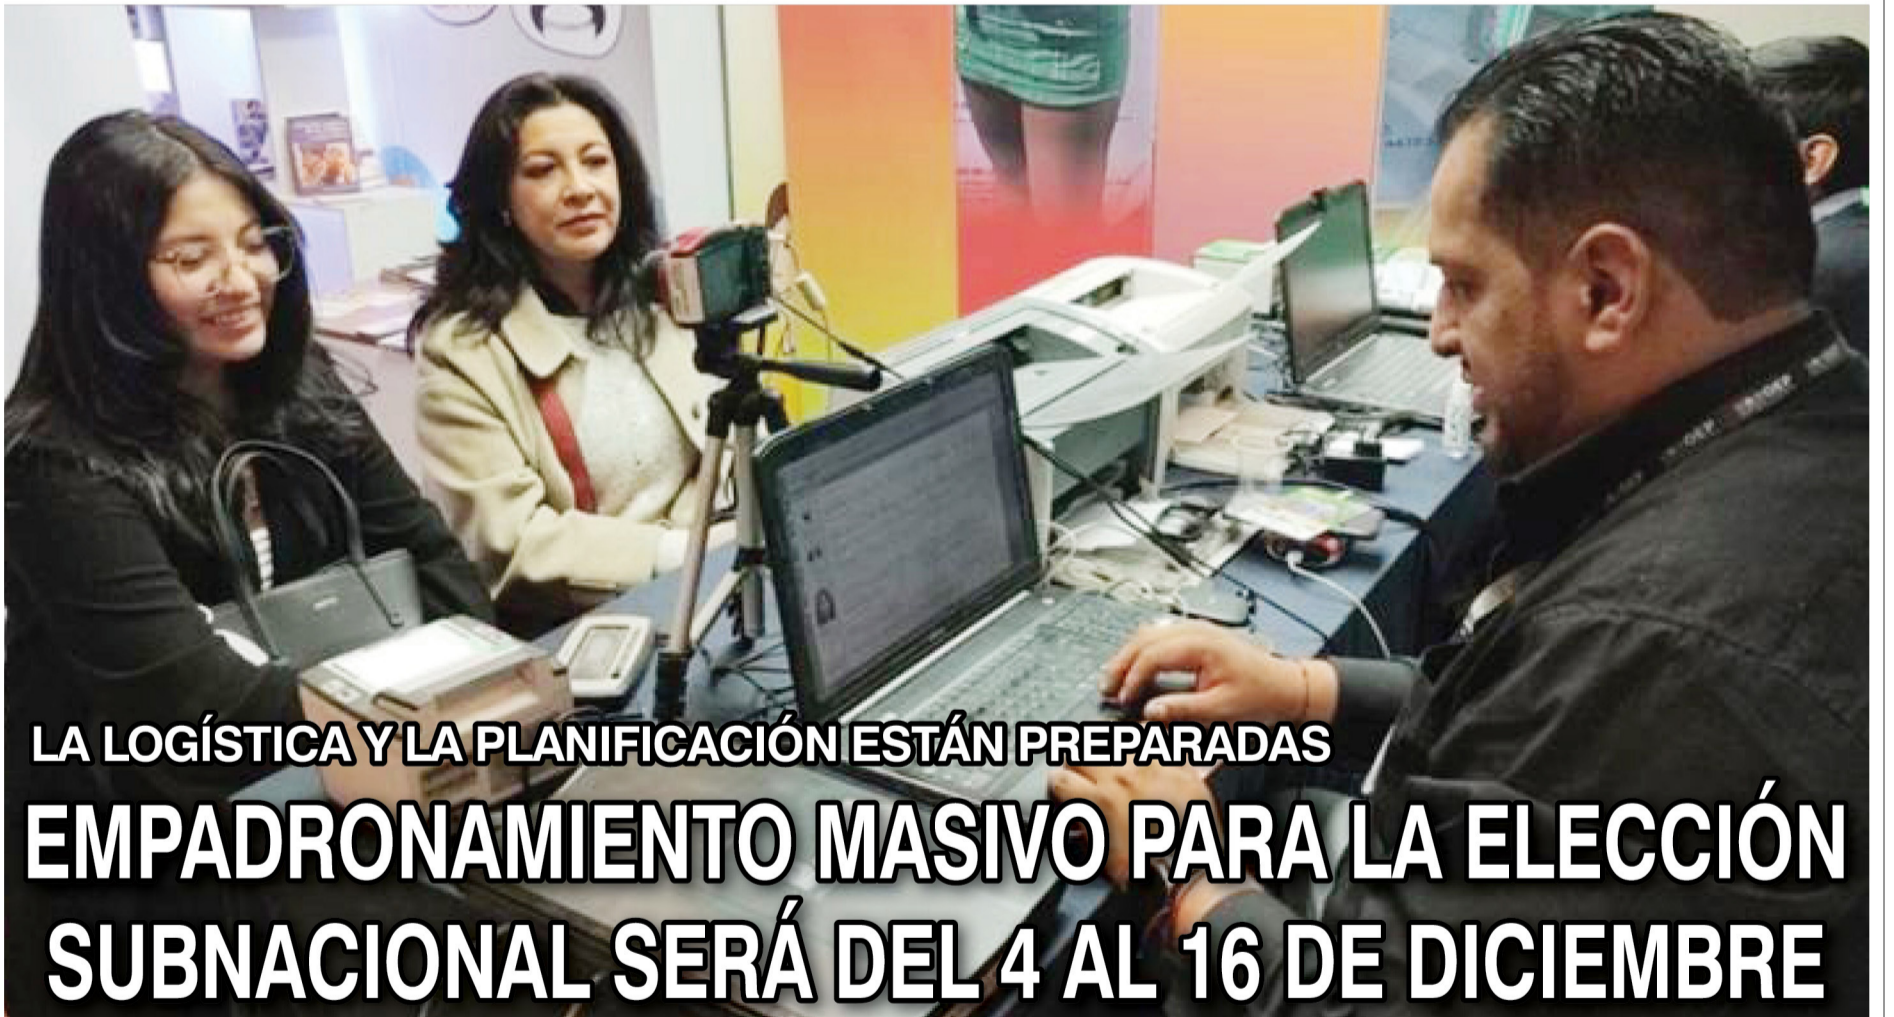 LA LOGÍSTICA Y LA PLANIFICACIÓN ESTÁN PREPARADAS
EMPADRONAMIENTO MASIVO PARA LA ELECCIÓN
SUBNACIONAL SERÁ DEL 4 AL 16 DE DICIEMBRE
OEP